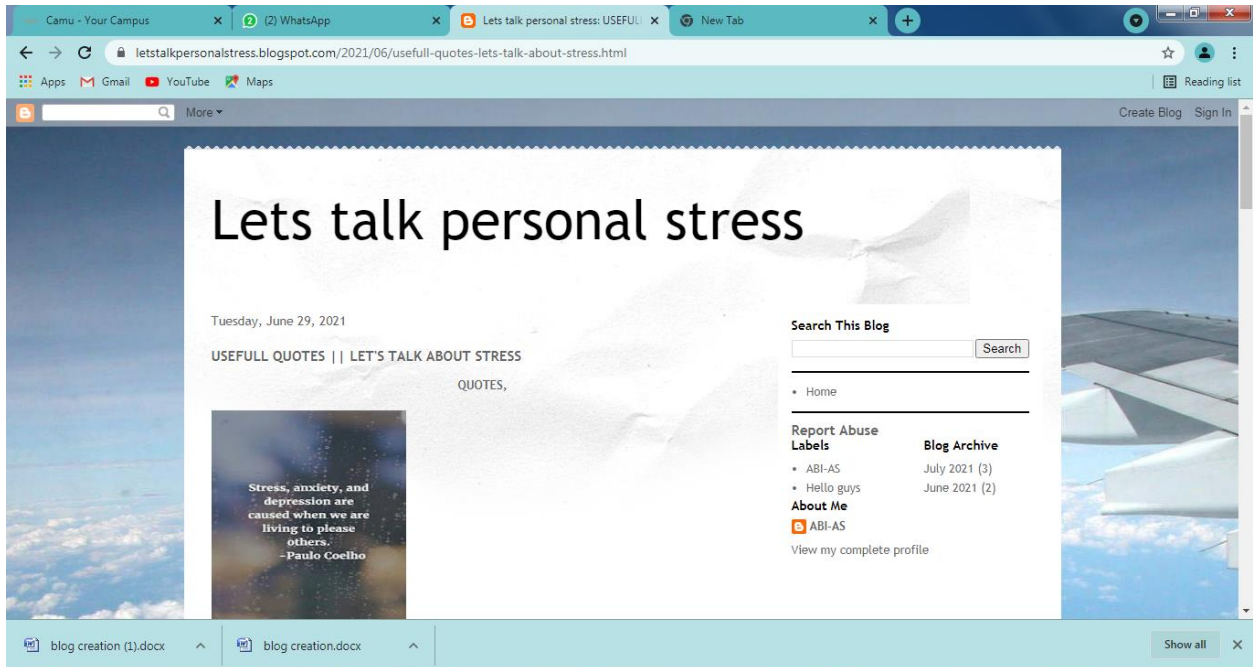 Camu - Your Campus
(2) WhatsApp
Lets talk personal stress: USEFULL
New Tab
letstalkpersonalstress.blogspot.com/2021/06/usefull-quotes-lets-talk-about-stress.html
Apps Gmail YouTube Maps
Reading list
More
Create Blog Sign In
Lets talk personal stress
Tuesday, June 29, 2021
USEFULL QUOTES || LET'S TALK ABOUT STRESS
QUOTES,
Stress, anxiety, and
depression are
caused when we are
living to please
others.
-Paulo Coelho
Search This Blog
Search
• Home
Report Abuse
Labels
• ABI-AS
• Hello guys
Blog Archive
July 2021 (3)
June 2021 (2)
About Me
ABI-AS
View my complete profile
blog creation (1).docx
blog creation.docx
Show all